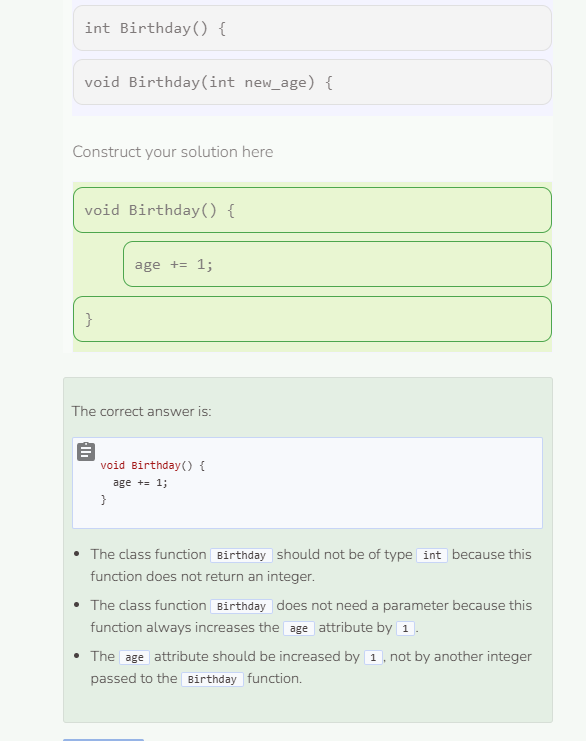 int Birthday() {
void Birthday(int new_age) {
Construct your solution here
void Birthday() {
age += 1;
}
The correct answer is:
void Birthday() {
  age += 1;
}
• The class function Birthday should not be of type int because this
function does not return an integer.
• The class function Birthday does not need a parameter because this
function always increases the age attribute by 1.
• The age attribute should be increased by 1, not by another integer
passed to the Birthday function.